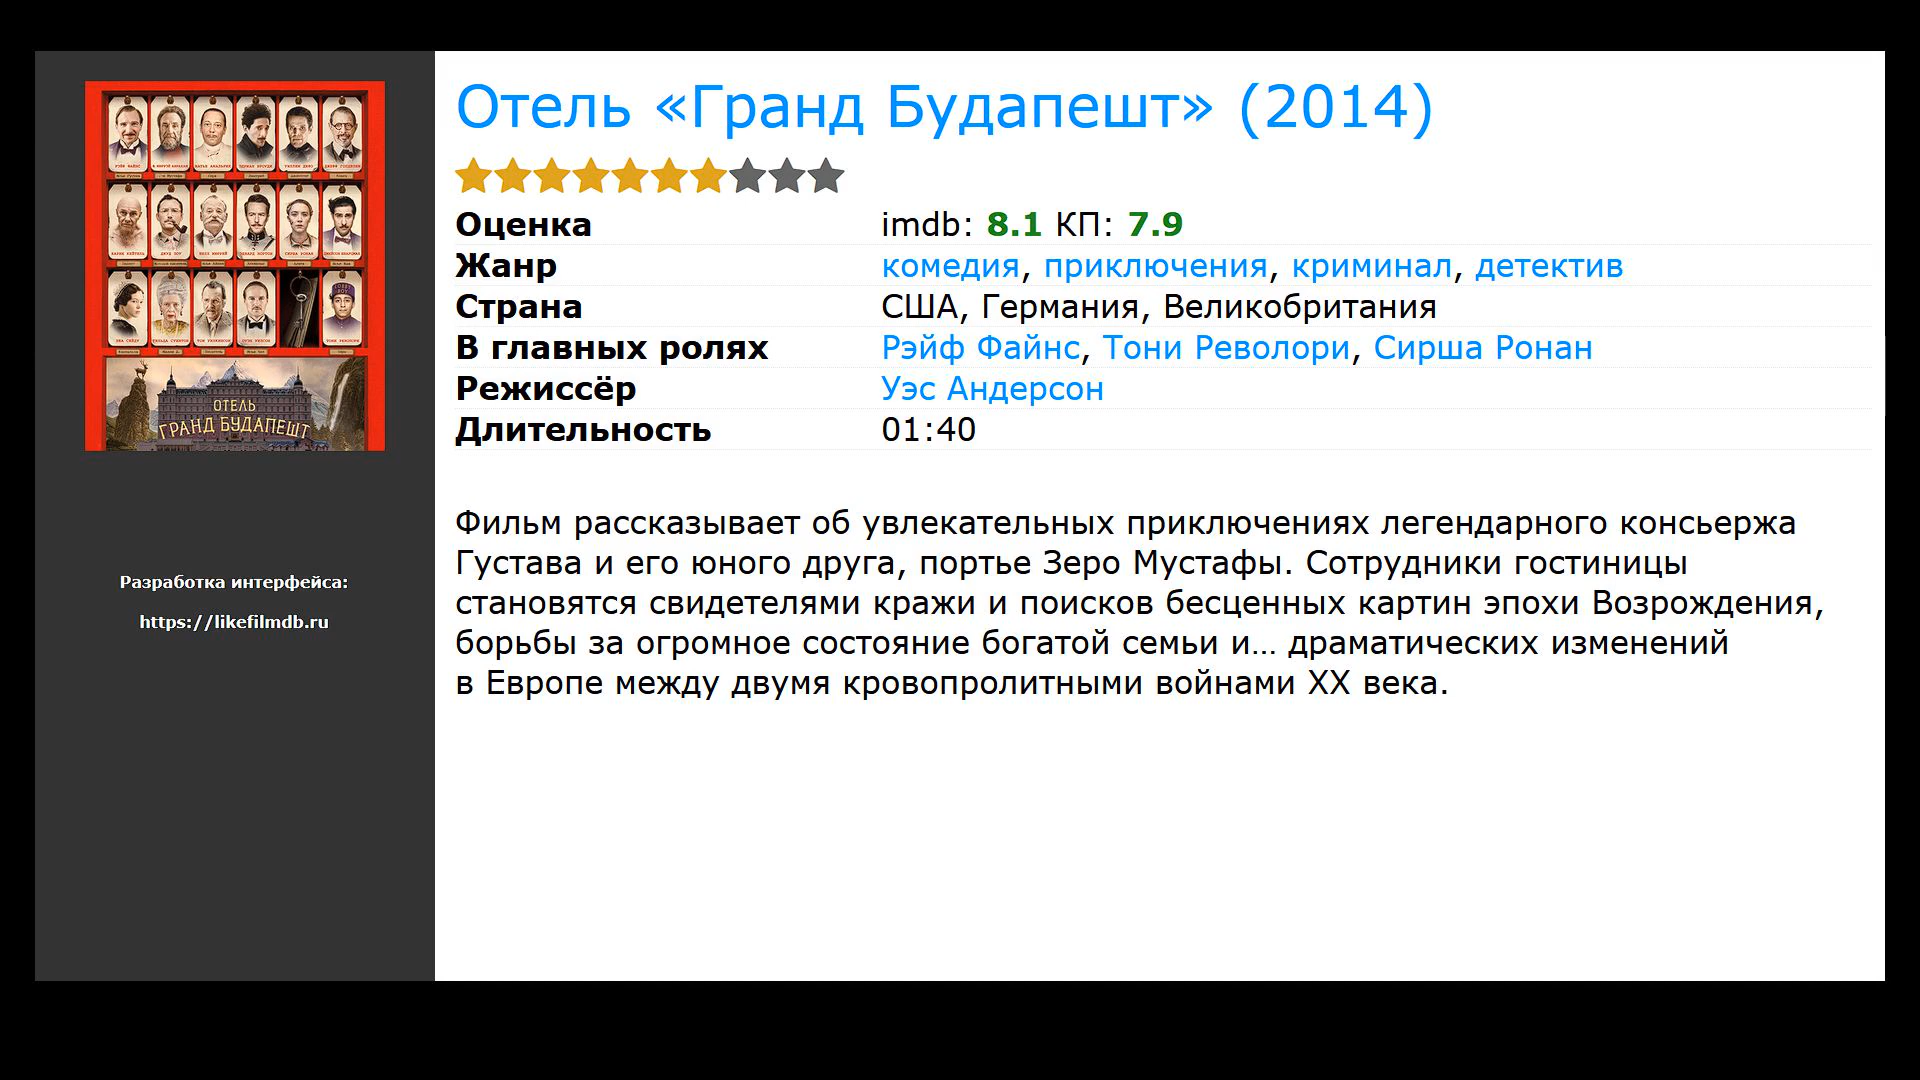 ОТЕЛЬ
ГРАНД БУДАПЕШТ
Разработка интерфейса:
https://likefilmdb.ru
Отель «Гранд Будапешт» (2014)
Оценка imdb: 8.1 КП: 7.9
Жанр комедия, приключения, криминал, детектив
Страна США, Германия, Великобритания
В главных ролях Рэйф Файнс, Тони Револори, Сирша Ронан
Режиссёр Уэс Андерсон
Длительность 01:40
Фильм рассказывает об увлекательных приключениях легендарного консьержа
Густава и его юного друга, портье Зеро Мустафы. Сотрудники гостиницы
становятся свидетелями кражи и поисков бесценных картин эпохи Возрождения,
борьбы за огромное состояние богатой семьи и… драматических изменений
в Европе между двумя кровопролитными войнами XX века.